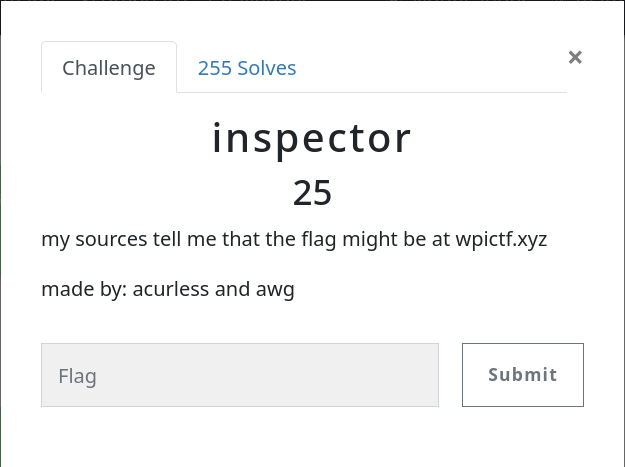 Challenge
255 Solves
×
inspector
25
my sources tell me that the flag might be at wpictf.xyz
made by: acurless and awg
Flag
Submit